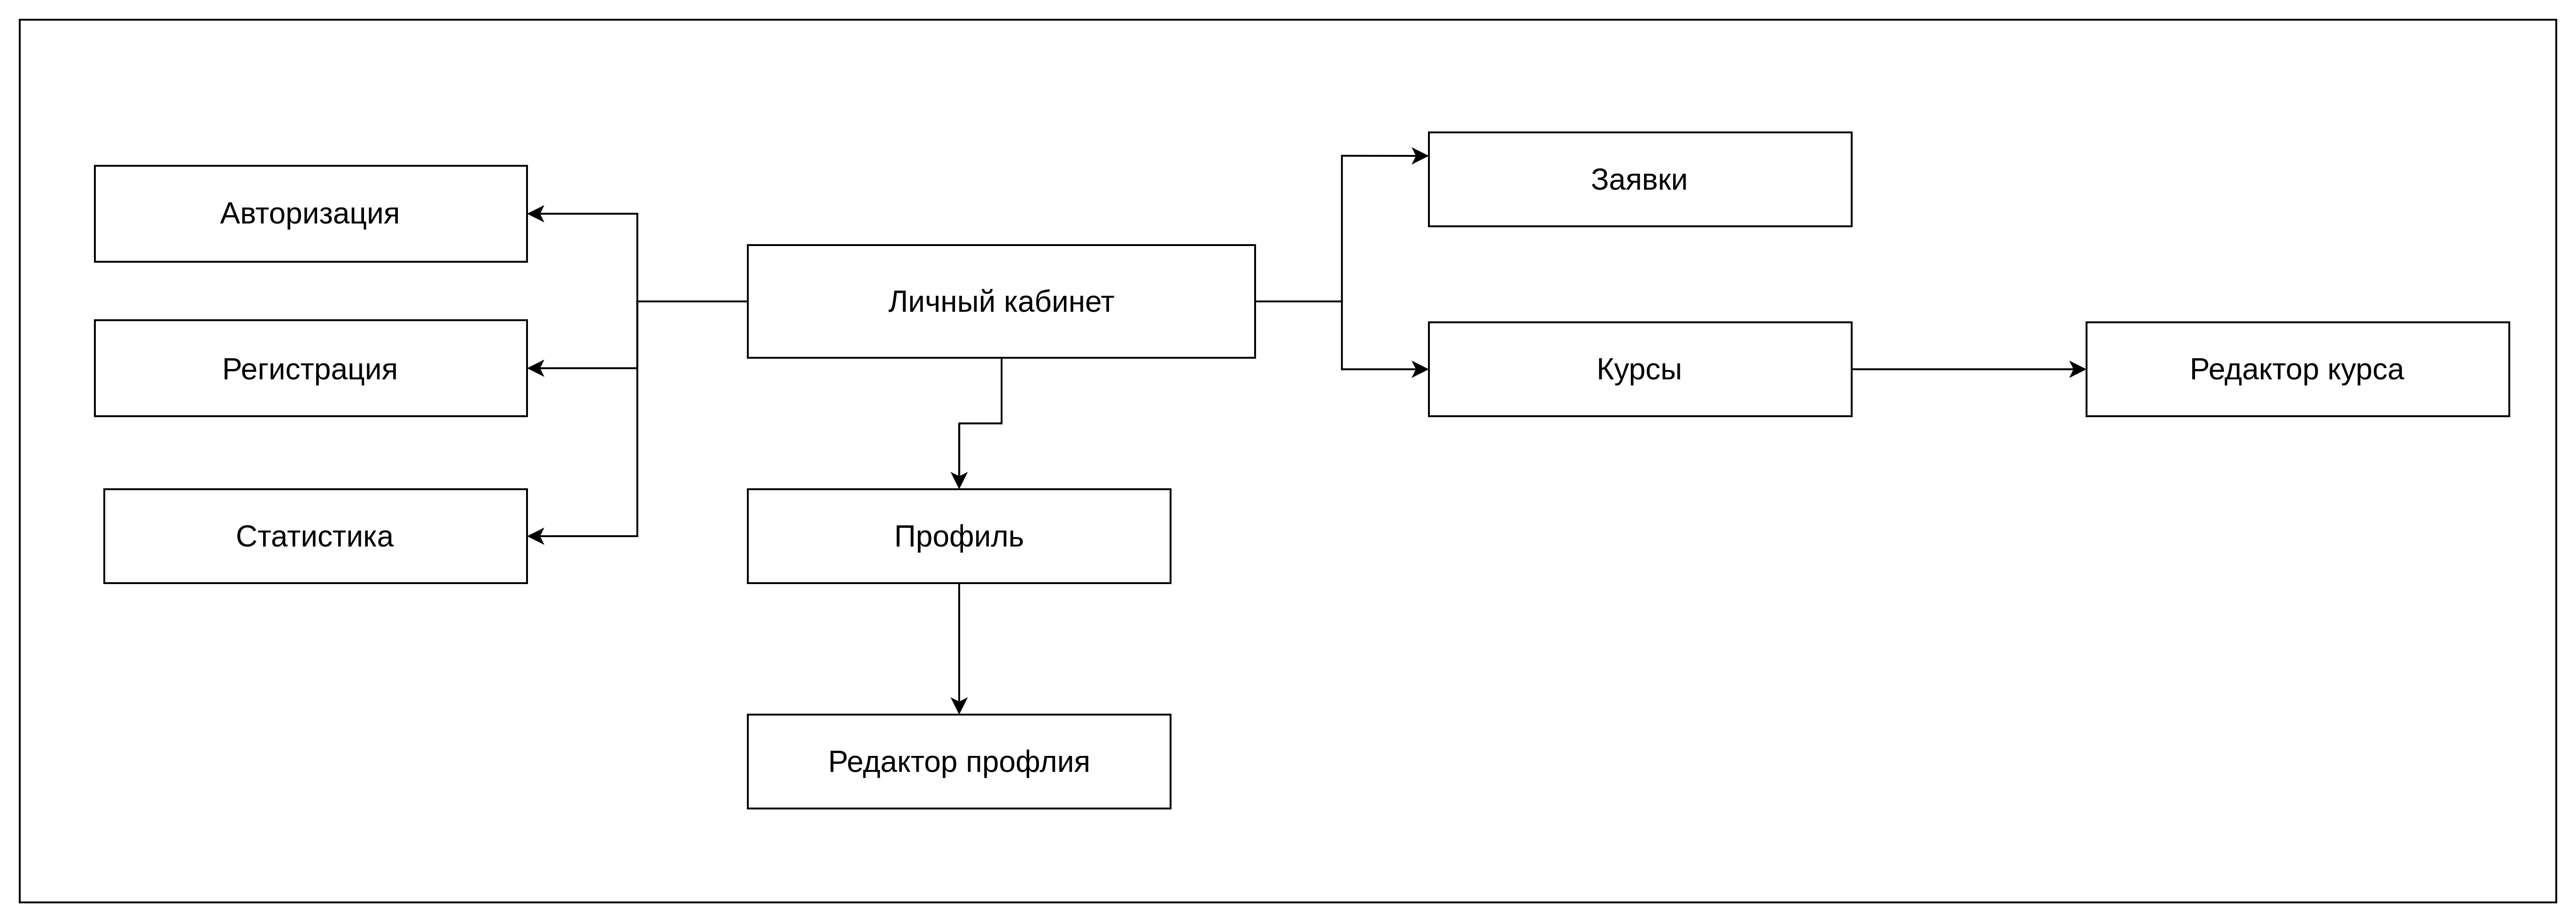 Авторизация
Регистрация
Статистика
Личный кабинет
Профиль
Редактор профлия
Заявки
Курсы
Редактор курса